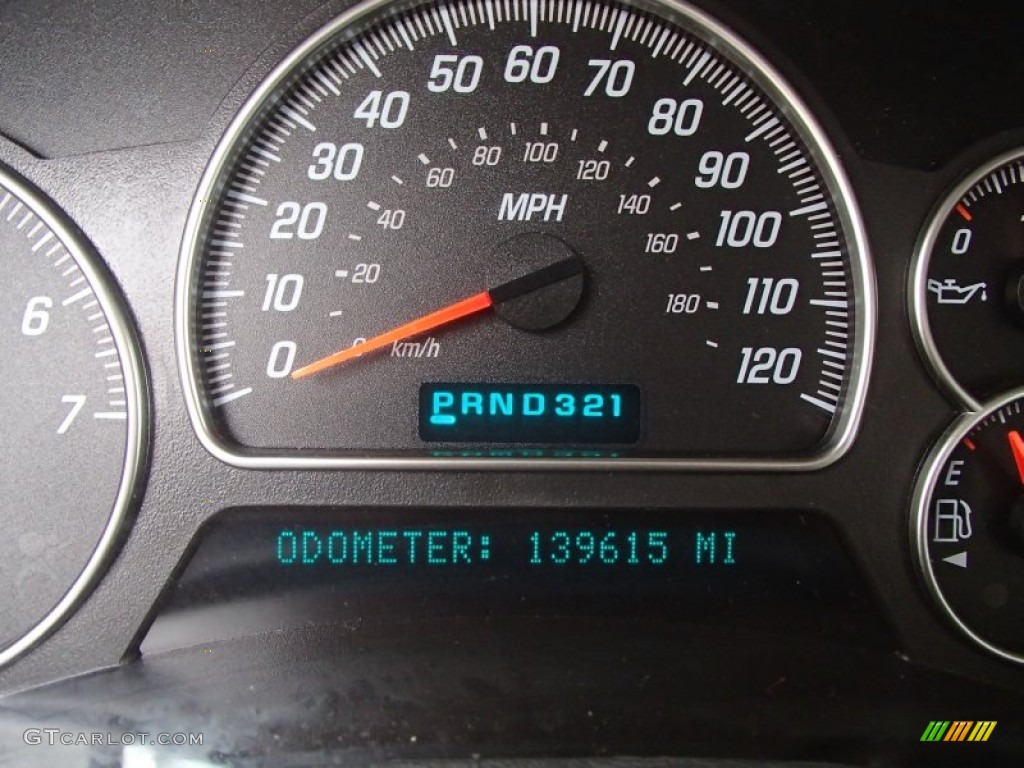 50 60 70
40 80
30 80 100 120 90
60 140
20 40 MPH 160 100
10 20 180 110
0 0 km/h 120
PRND321
6
7
0
E
ODOMETER: 139615 MI
GTCARLOT.COM